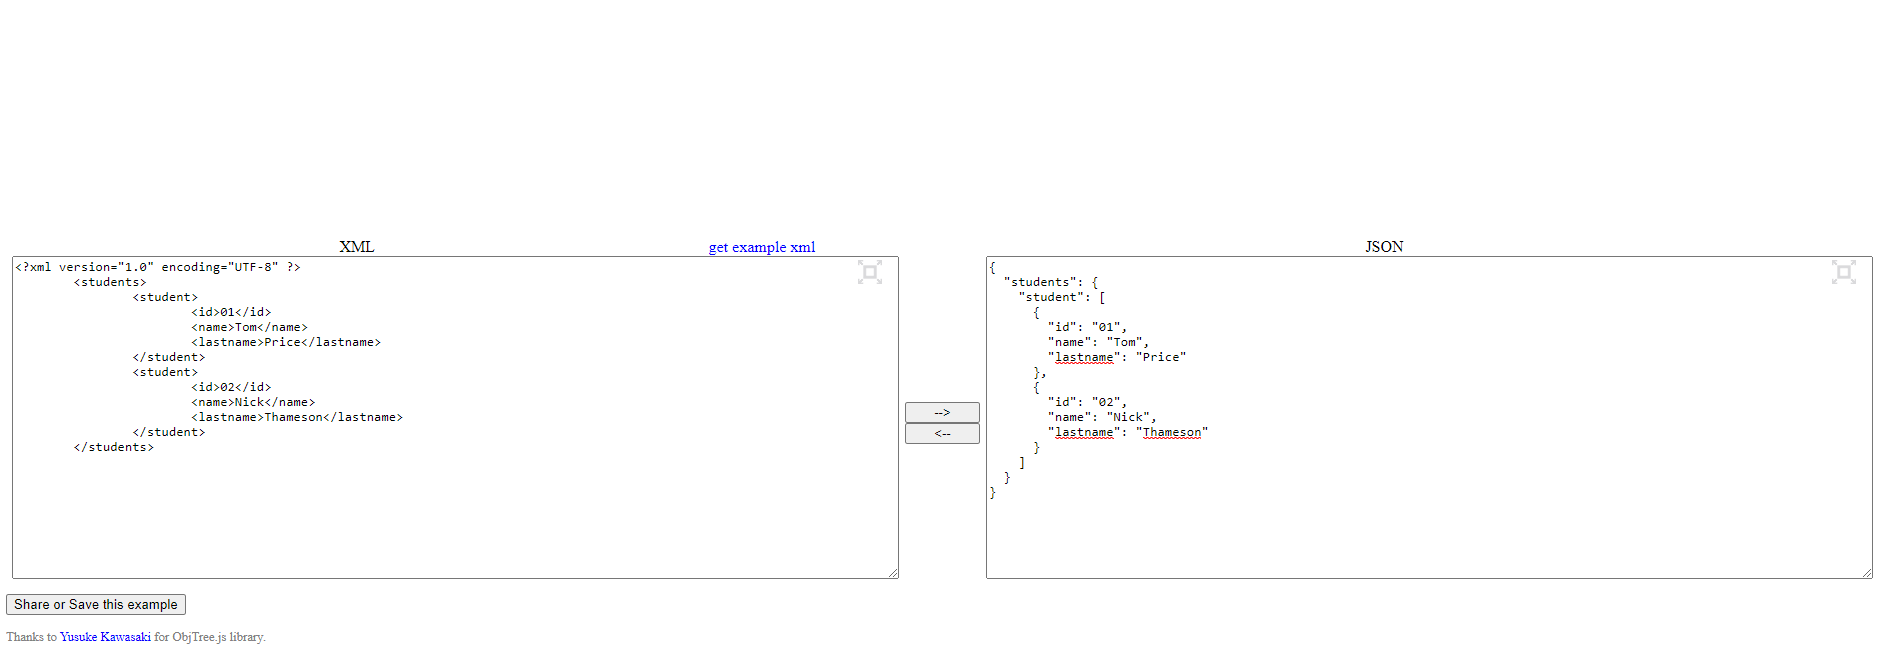 XML get example xml JSON
<?xml version="1.0" encoding="UTF-8" ?>
<students>
<student>
<id>01</id>
<name>Tom</name>
<lastname>Price</lastname>
</student>
<student>
<id>02</id>
<name>Nick</name>
<lastname>Thameson</lastname>
</student>
</students>
-->
<--
{
"students": {
"student": [
{
"id": "01",
"name": "Tom",
"lastname": "Price"
},
{
"id": "02",
"name": "Nick",
"lastname": "Thameson"
}
]
}
}
Share or Save this example
Thanks to Yusuke Kawasaki for ObjTree.js library.